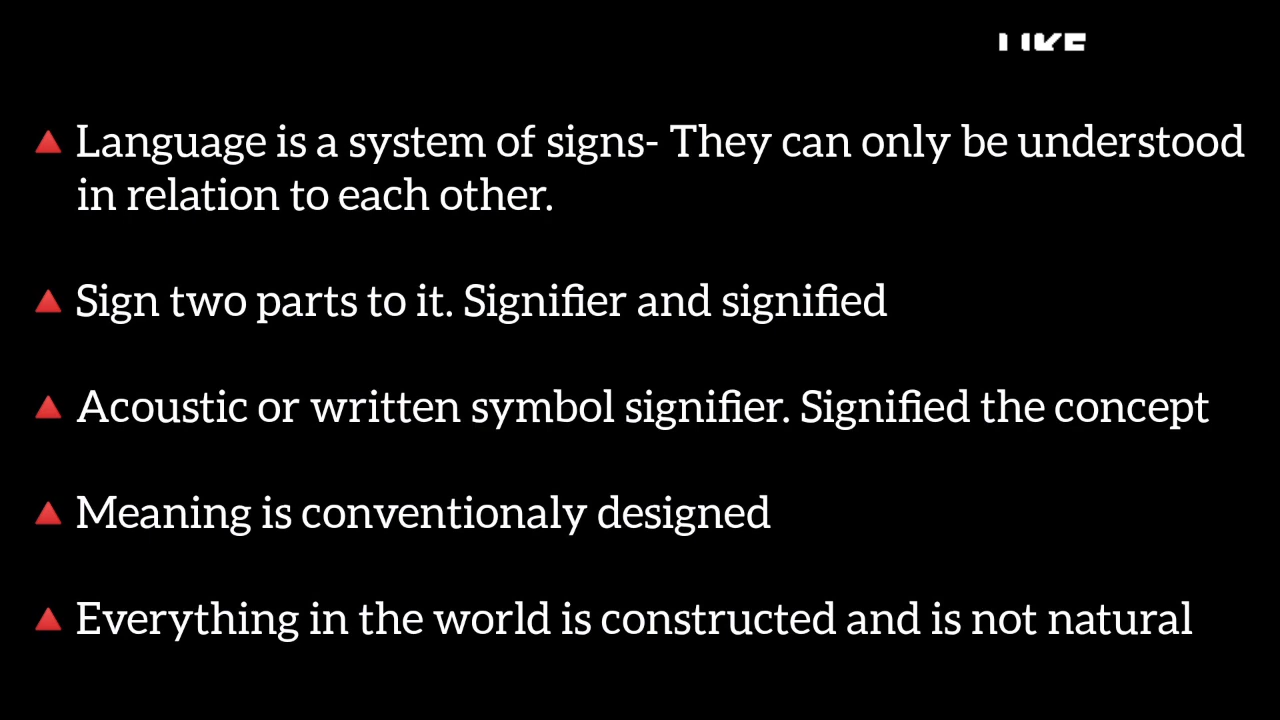 Language is a system of signs- They can only be understood
in relation to each other.
Sign two parts to it. Signifier and signified
Acoustic or written symbol signifier. Signified the concept
Meaning is conventionaly designed
Everything in the world is constructed and is not natural